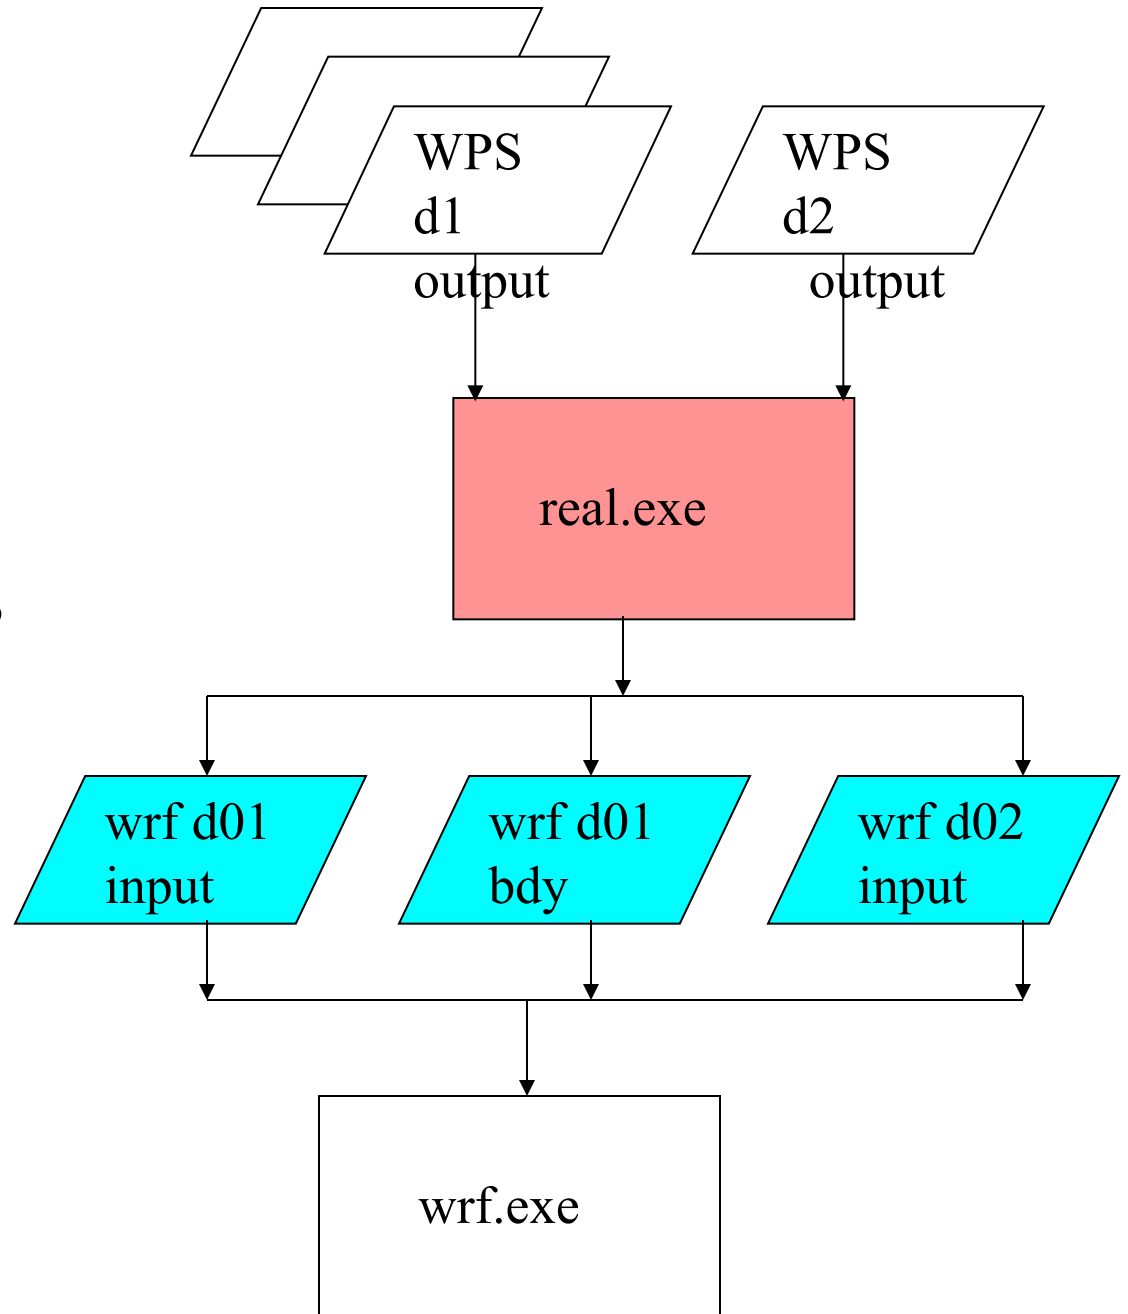 WPS
d1
output
WPS
d2
output
real.exe
wrf d01
input
wrf d01
bdy
wrf d02
input
wrf.exe